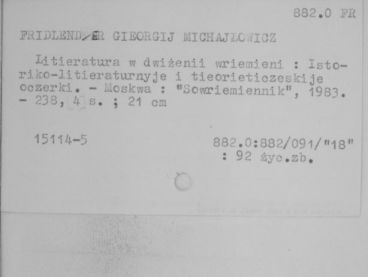 882.0 FR
FRIDLENDER GIEORGIJ MICHAJŁOWICZ
Litieratura w dwiżenii wriemieni : Isto-
riko-litieraturnyje i tieorieticzeskije
oczerki. - Moskwa : "Sowriemiennik", 1983.
- 238, 4 s. ; 21 cm
15114-5
882.0:882/091/"18"
: 92 życ.zb.